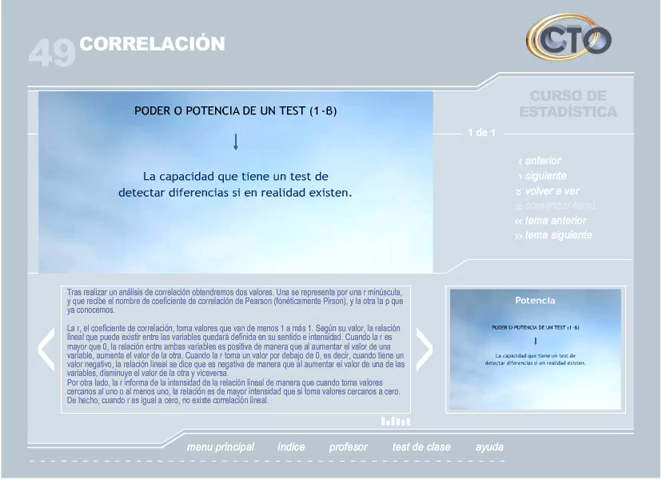 49 CORRELACIÓN
CTO
PODER O POTENCIA DE UN TEST (1-B)
La capacidad que tiene un test de
detectar diferencias si en realidad existen.
CURSO DE
ESTADÍSTICA
1 de 1
‹ anterior
› siguiente
volver a ver
comenzar tema
‹‹ tema anterior
›› tema siguiente
Tras realizar un análisis de correlación obtendremos dos valores. Una se representa por una r minúscula,
y que recibe el nombre de coeficiente de correlación de Pearson (fonéticamente Pirson), y la otra la p que
ya conocemos.
La r, el coeficiente de correlación, toma valores que van de menos 1 a más 1. Según su valor, la relación
lineal que puede existir entre las variables quedará definida en su sentido e intensidad. Cuando la r es
mayor que 0, la relación entre ambas variables es positiva de manera que al aumentar el valor de una
variable, aumenta el valor de la otra. Cuando la r toma un valor por debajo de 0, es decir, cuando tiene un
valor negativo, la relación lineal se dice que es negativa de manera que al aumentar el valor de una de las
variables, disminuye el valor de la otra y viceversa.
Por otro lado, la r informa de la intensidad de la relación lineal de manera que cuando toma valores
cercanos al uno o al menos uno, la relación es de mayor intensidad que si toma valores cercanos a cero.
De hecho, cuando r es igual a cero, no existe correlación lineal.
Potencia
PODER O POTENCIA DE UN TEST (1-B)
La capacidad que tiene un test de
detectar diferencias si en realidad existen.
menu principal índice profesor test de clase ayuda